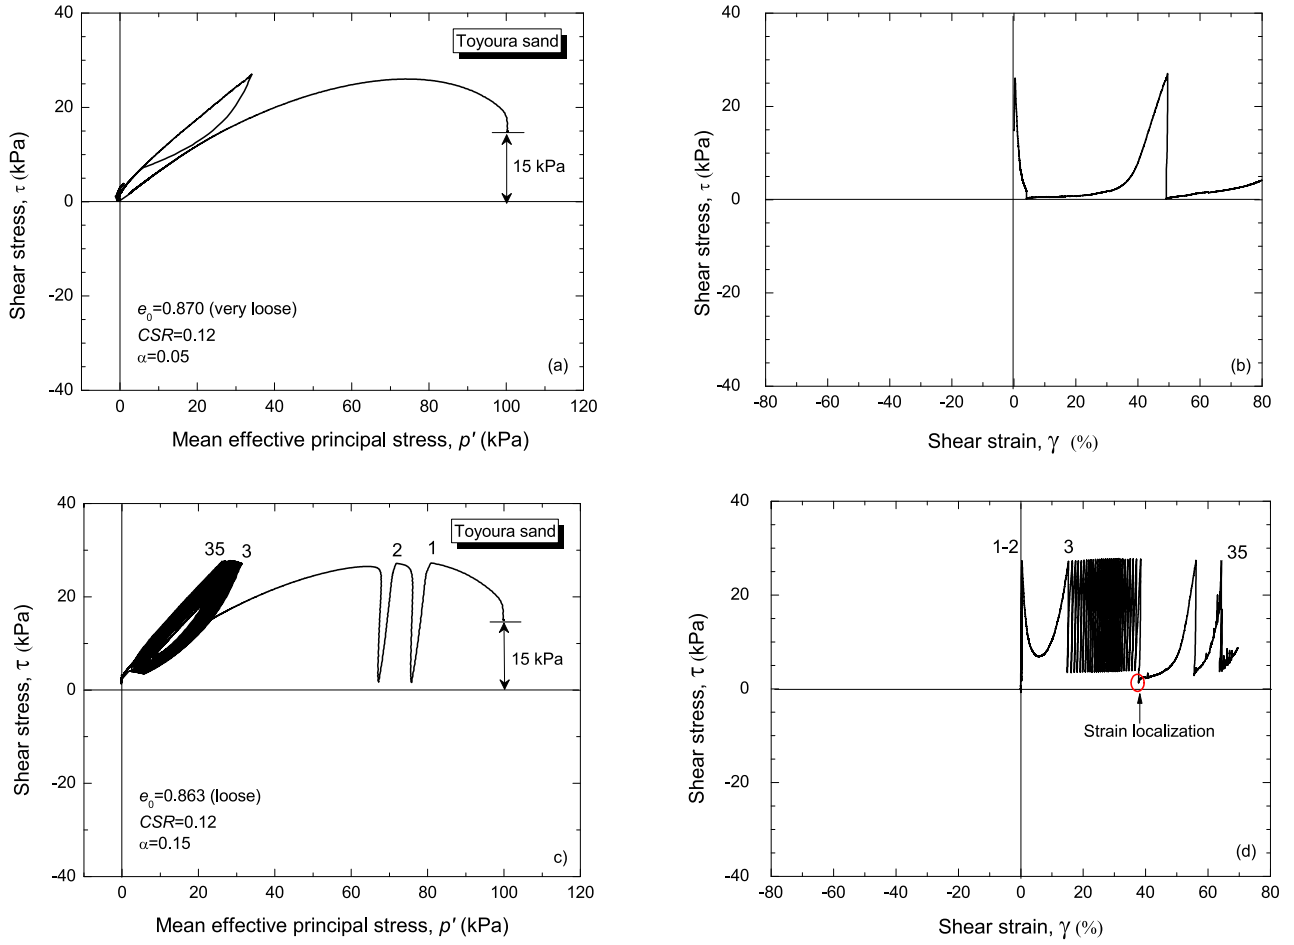 40
20
0
-20
-40
Shear stress, τ (kPa)
Toyoura sand
15 kPa
e0=0.870 (very loose)
CSR=0.12
α=0.05
(a)
0 20 40 60 80 100 120
Mean effective principal stress, p′ (kPa)
40
20
0
-20
-40
Shear stress, τ (kPa)
(b)
-80 -60 -40 -20 0 20 40 60 80
Shear strain, γ (%)
40
20
0
-20
-40
Shear stress, τ (kPa)
Toyoura sand
35 3 2 1
15 kPa
e0=0.863 (loose)
CSR=0.12
α=0.15
c)
0 20 40 60 80 100 120
Mean effective principal stress, p′ (kPa)
40
20
0
-20
-40
Shear stress, τ (kPa)
1-2 3 35
Strain localization
(d)
-80 -60 -40 -20 0 20 40 60 80
Shear strain, γ (%)